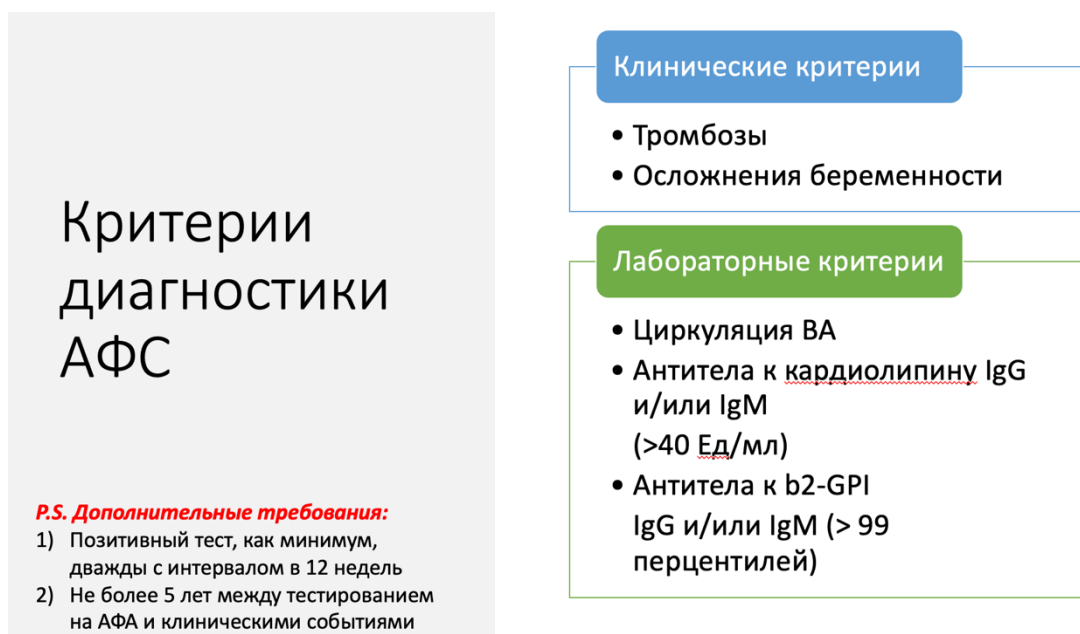 Критерии
диагностики
АФС
P.S. Дополнительные требования:
1) Позитивный тест, как минимум,
дважды с интервалом в 12 недель
2) Не более 5 лет между тестированием
на АФА и клиническими событиями
Клинические критерии
• Тромбозы
• Осложнения беременности
Лабораторные критерии
• Циркуляция ВА
• Антитела к кардиолипину IgG
и/или IgM
(>40 Ед/мл)
• Антитела к b2-GPI
IgG и/или IgM (> 99
перцентилей)